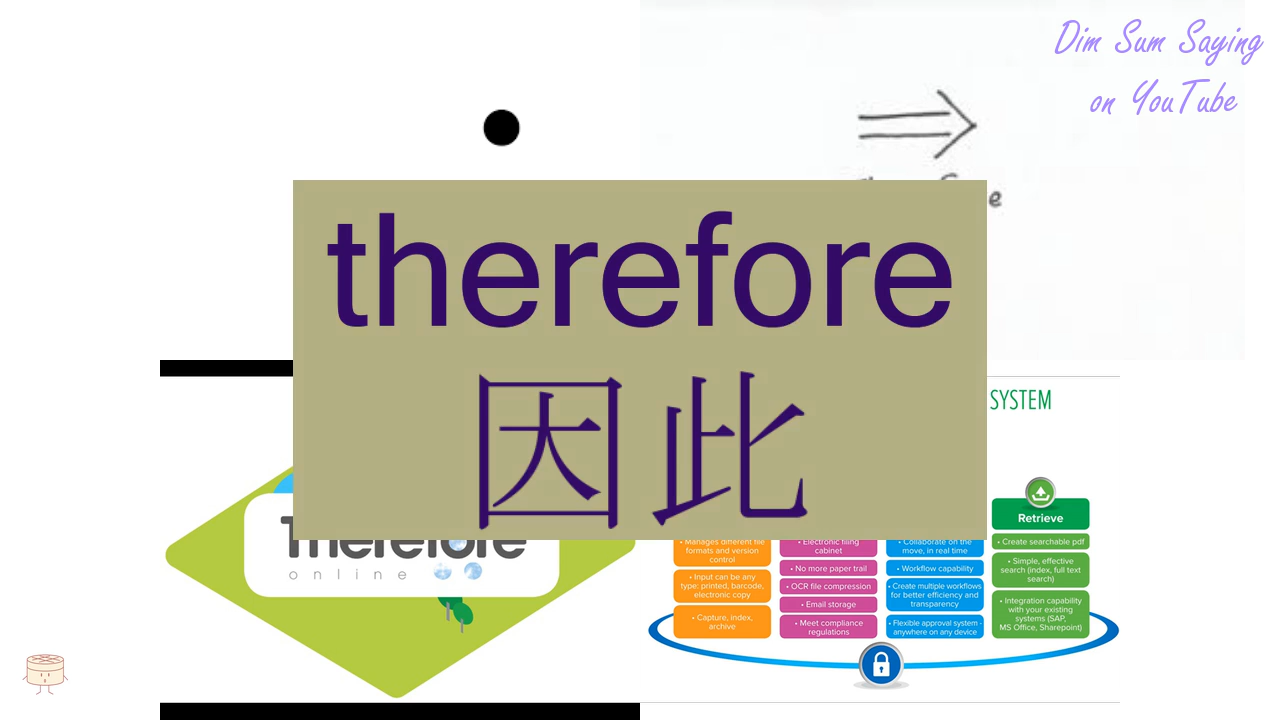 Dim Sum Saying
on YouTube
therefore
因此
SYSTEM
Therefore
online
• Manages different file
formats and version
control
• Input can be any
type: printed, barcode,
electronic copy
• Capture, index,
archive
• Electronic filing
cabinet
• No more paper trail
• OCR file compression
• Email storage
• Meet compliance
regulations
• Collaborate on the
move, in real time
• Workflow capability
• Create multiple workflows
for better efficiency and
transparency
• Flexible approval system -
anywhere on any device
Retrieve
• Create searchable pdf
• Simple, effective
search (index, full text
search)
• Integration capability
with your existing
systems (SAP,
MS Office, Sharepoint)